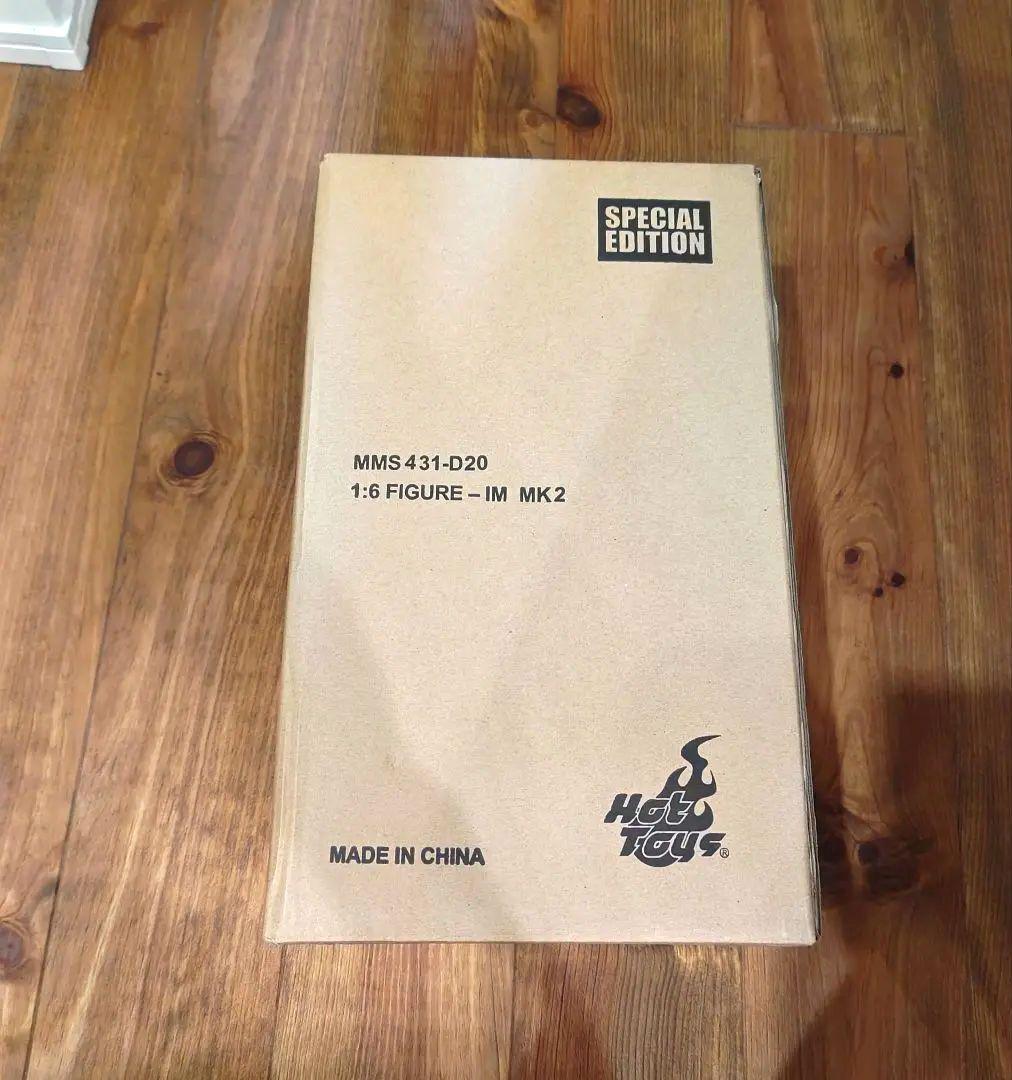 SPECIAL
EDITION
MMS 431-D20
1:6 FIGURE – IM MK2
MADE IN CHINA
Hot
Toys®